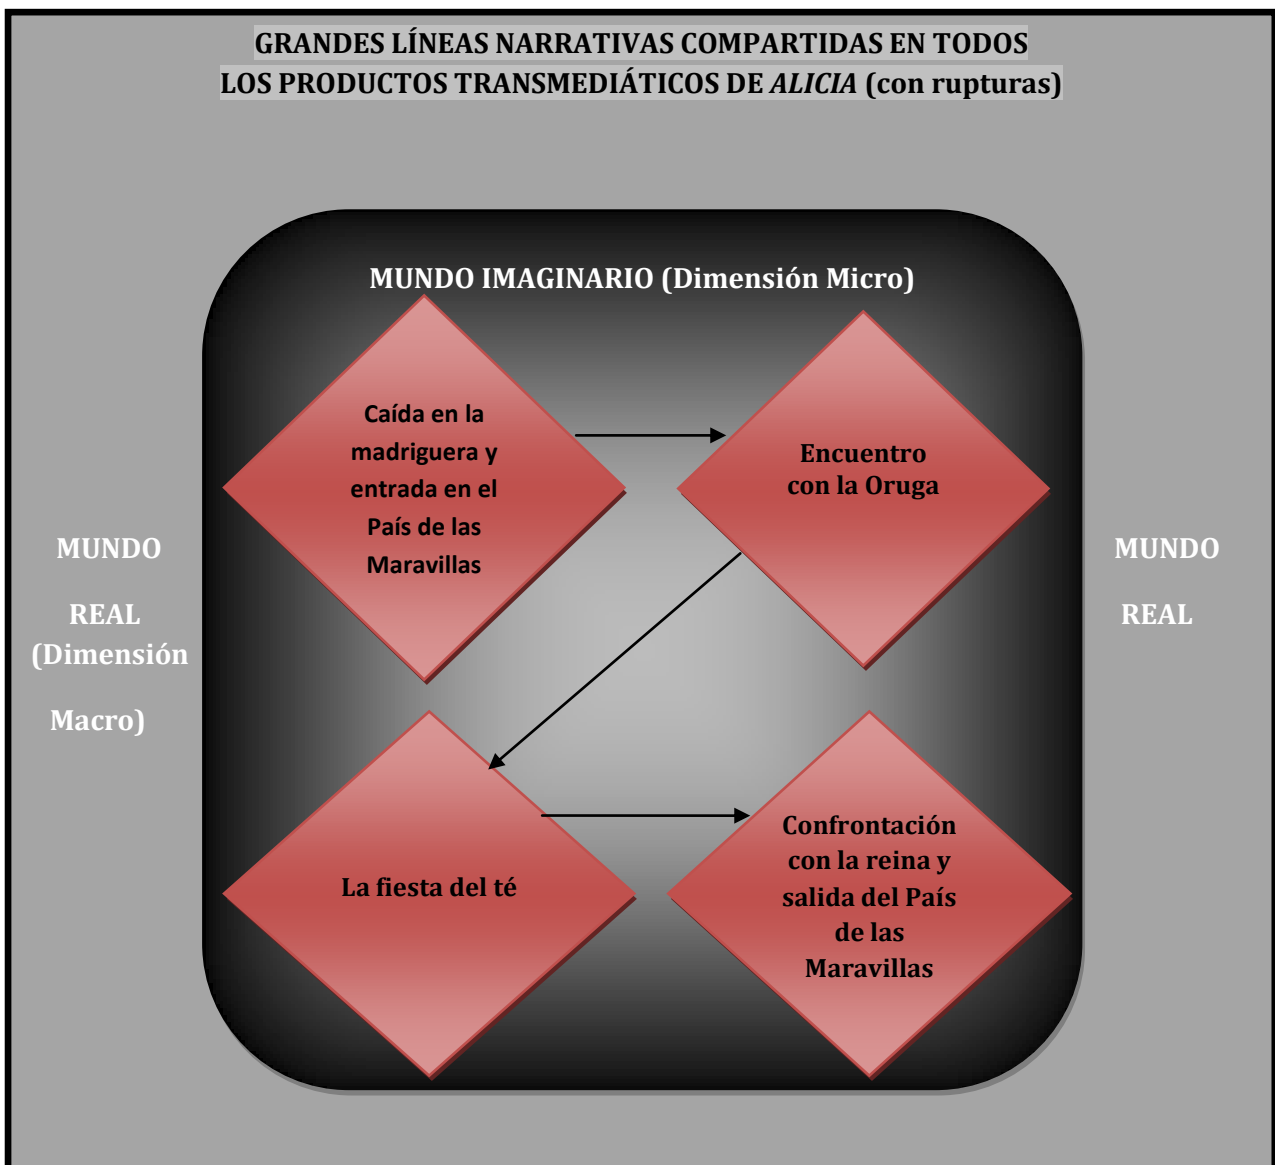 GRANDES LÍNEAS NARRATIVAS COMPARTIDAS EN TODOS
LOS PRODUCTOS TRANSMEDIÁTICOS DE ALICIA (con rupturas)
MUNDO IMAGINARIO (Dimensión Micro)
Caída en la
madriguera y
entrada en el
País de las
Maravillas
Encuentro
con la Oruga
MUNDO
REAL
(Dimensión
Macro)
MUNDO
REAL
La fiesta del té
Confrontación
con la reina y
salida del País
de las
Maravillas